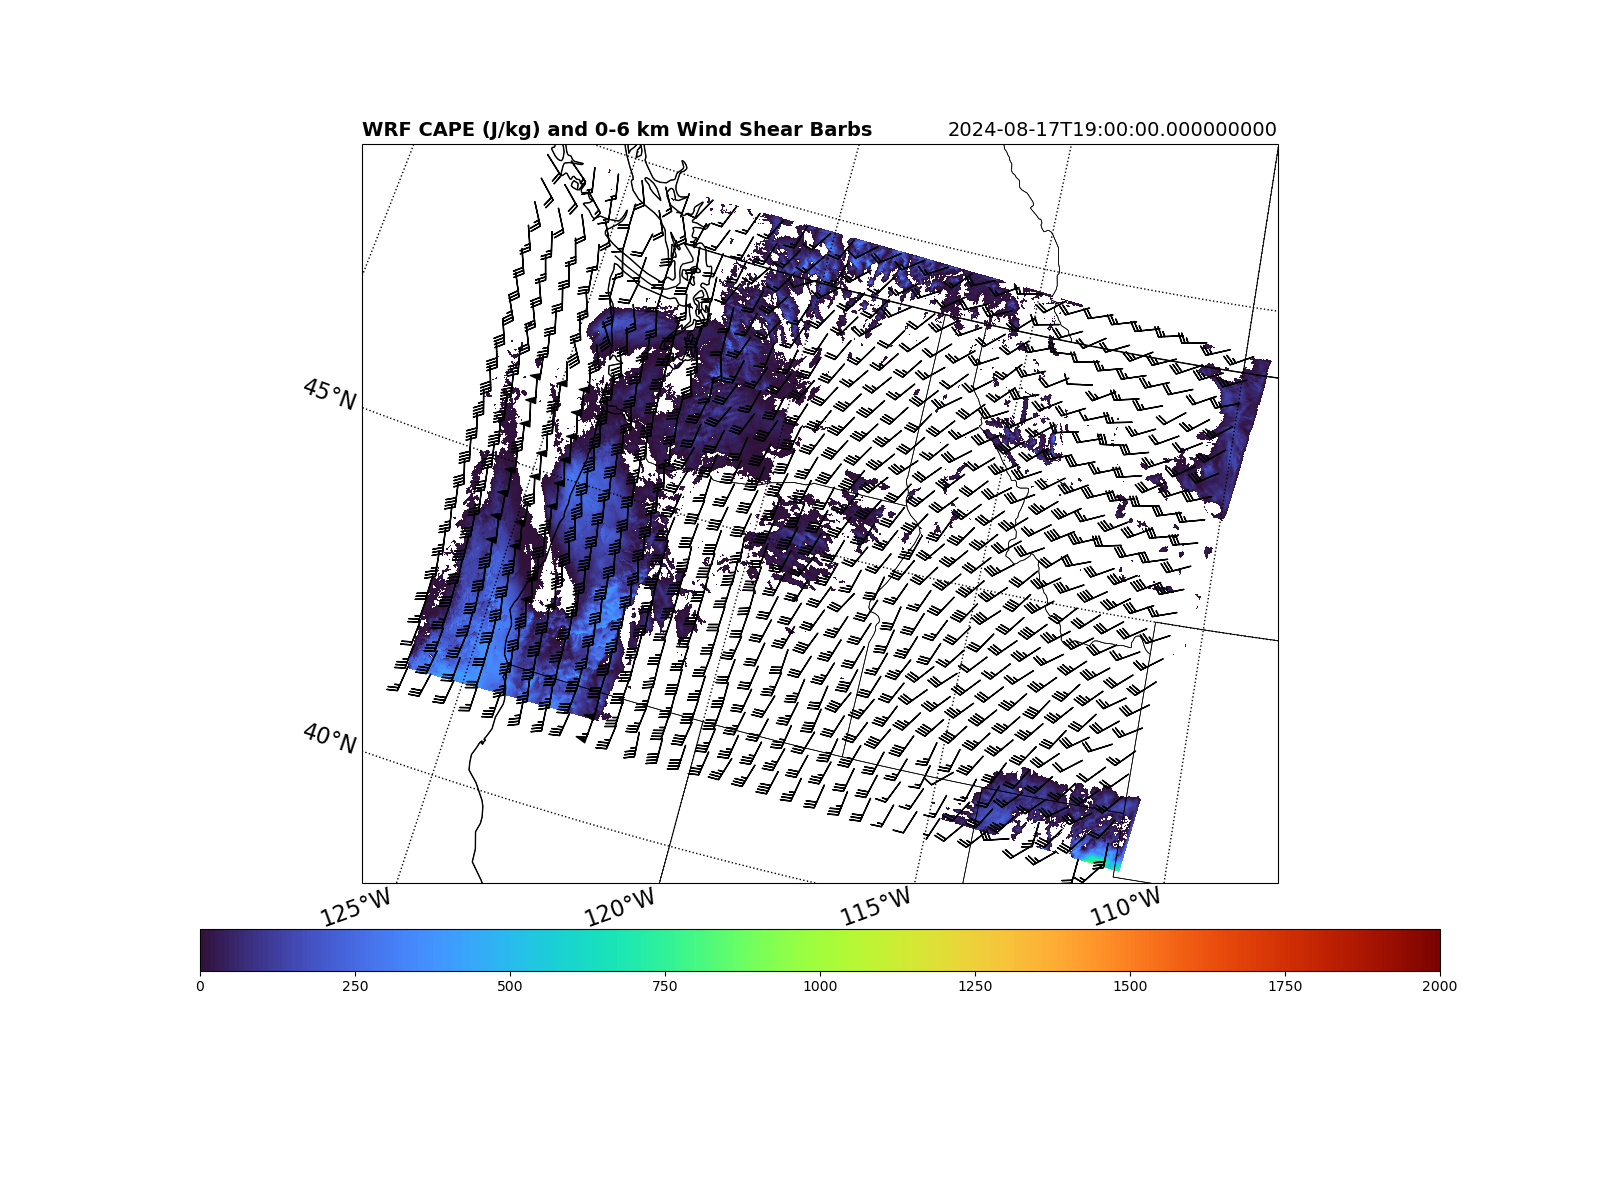 WRF CAPE (J/kg) and 0-6 km Wind Shear Barbs 2024-08-17T19:00:00.000000000
45°N
40°N
125°W 120°W 115°W 110°W
0 250 500 750 1000 1250 1500 1750 2000